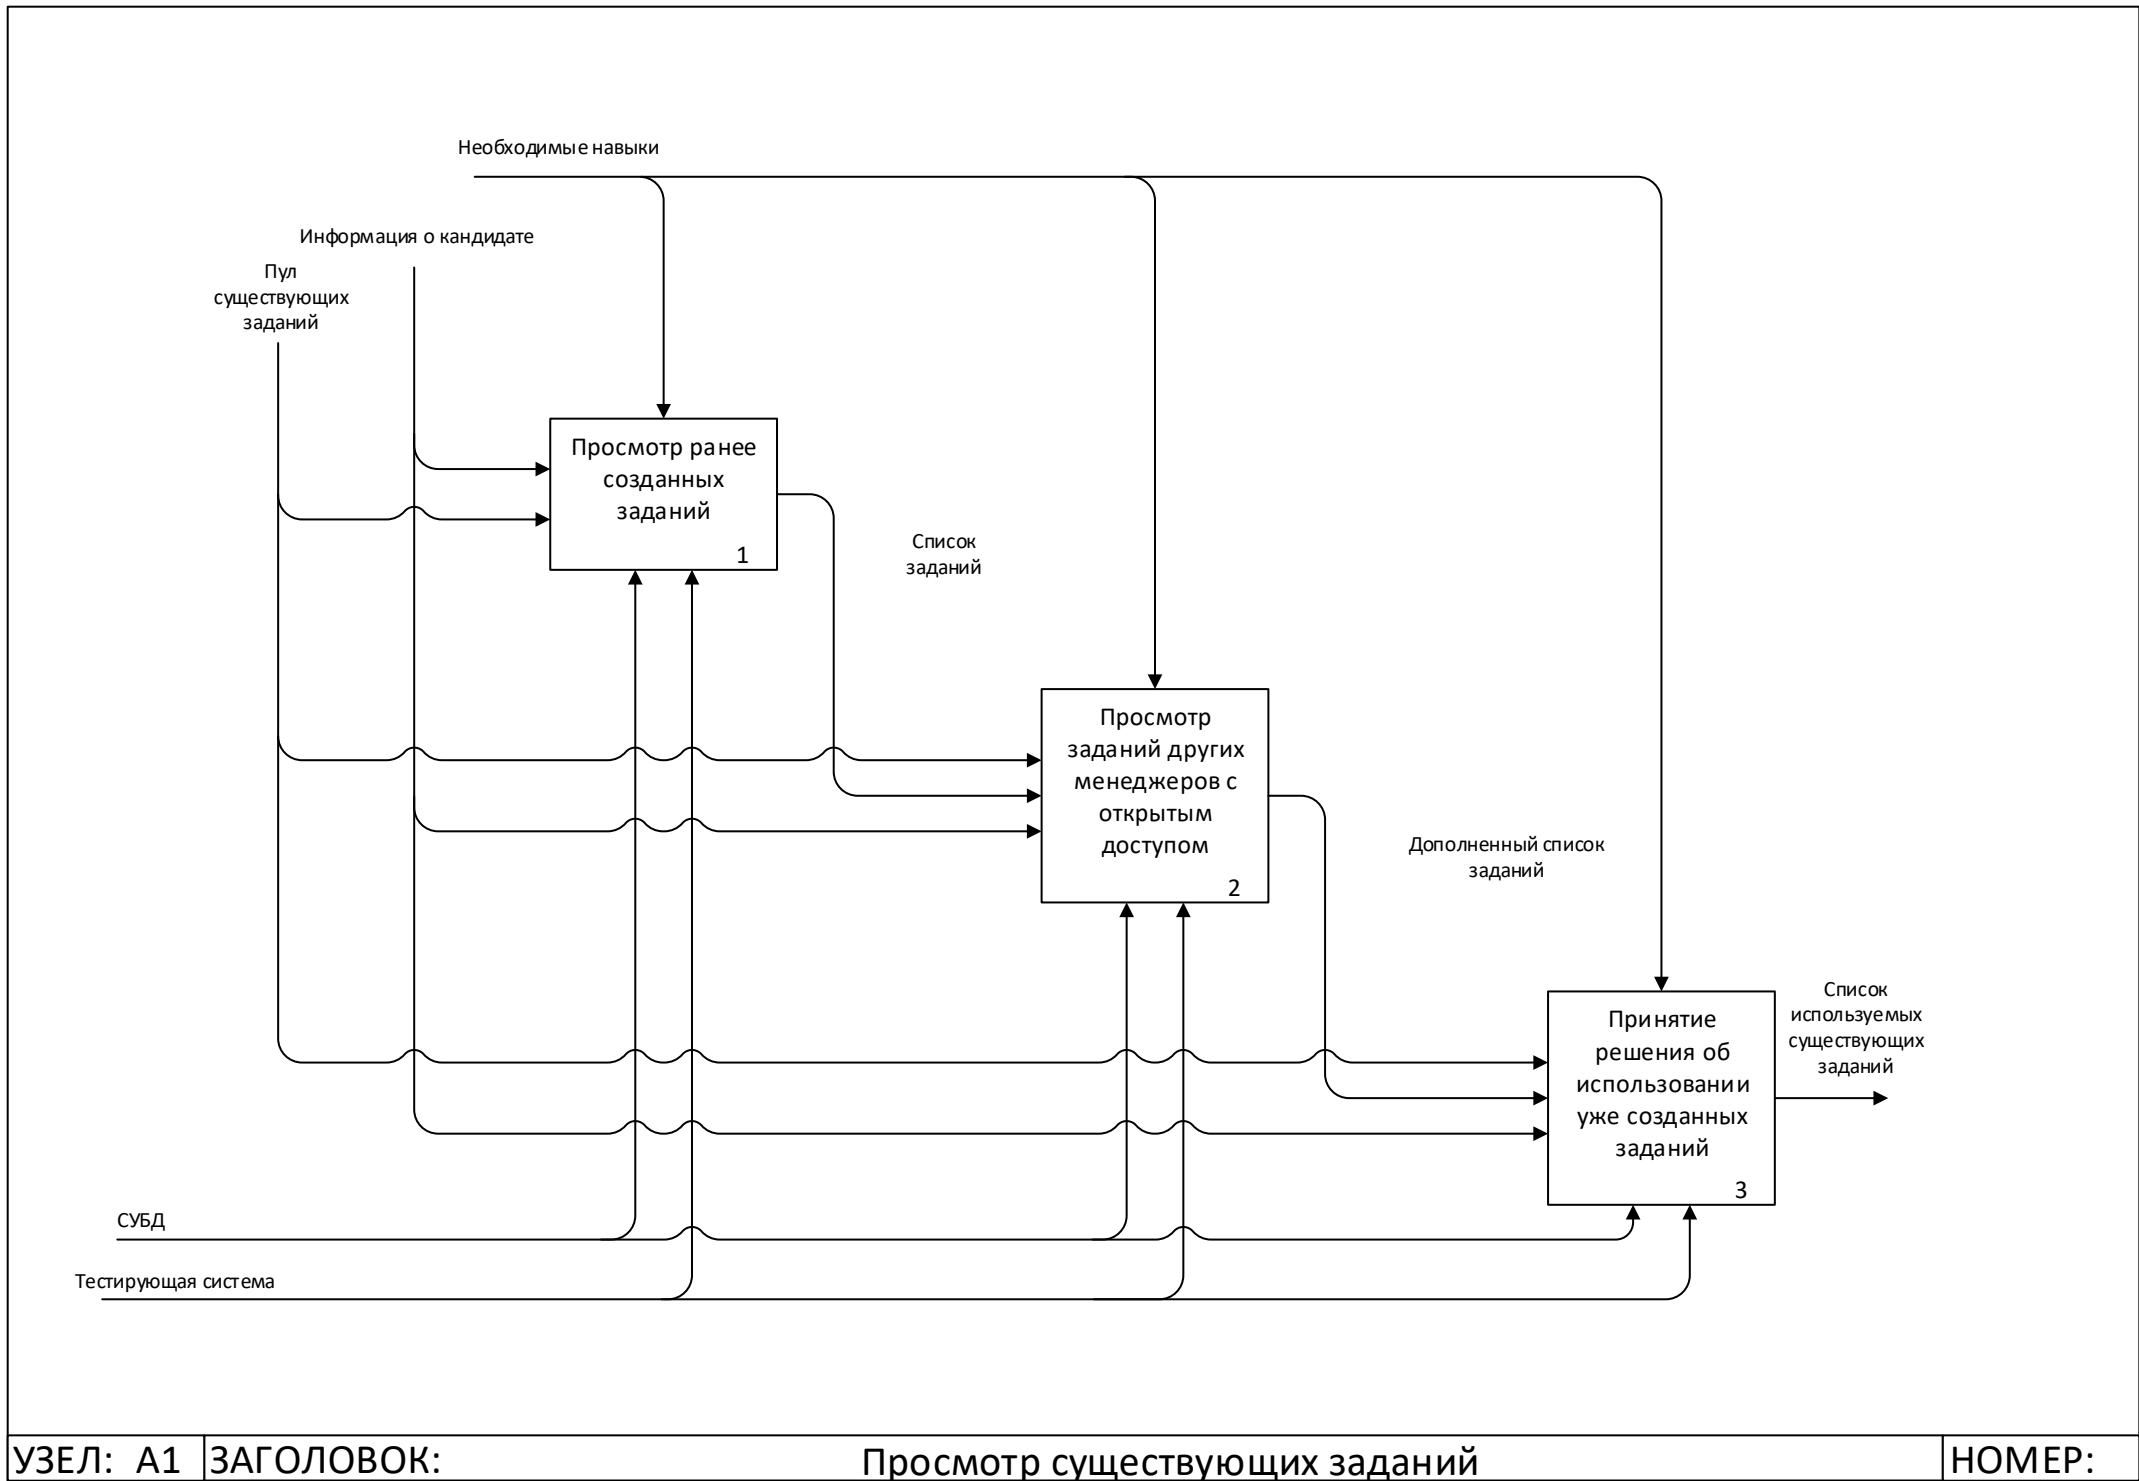 Необходимые навыки
Информация о кандидате
Пул
существующих
заданий
Просмотр ранее
созданных
заданий
1
Список
заданий
Просмотр
заданий других
менеджеров с
открытым
доступом
2
Дополненный список
заданий
Принятие
решения об
использовании
уже созданных
заданий
3
Список
используемых
существующих
заданий
СУБД
Тестирующая система
УЗЕЛ: А1
ЗАГОЛОВОК:
Просмотр существующих заданий
НОМЕР: